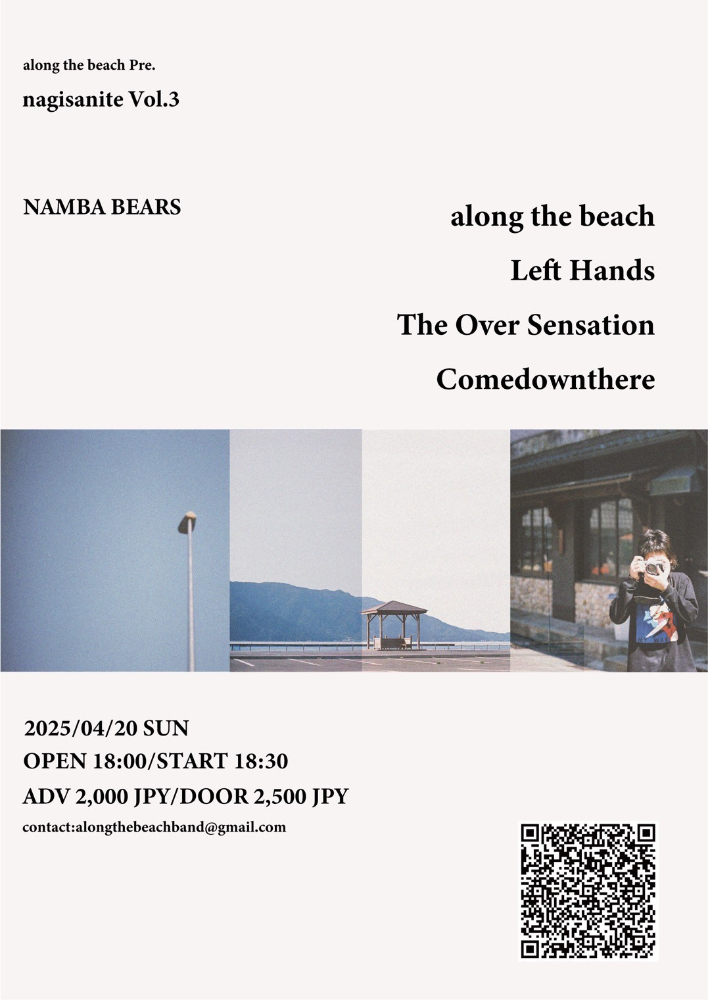 along the beach Pre.
nagisanite Vol.3
NAMBA BEARS
along the beach
Left Hands
The Over Sensation
Comedownthere
2025/04/20 SUN
OPEN 18:00/START 18:30
ADV 2,000 JPY/DOOR 2,500 JPY
contact:alongthebeachband@gmail.com